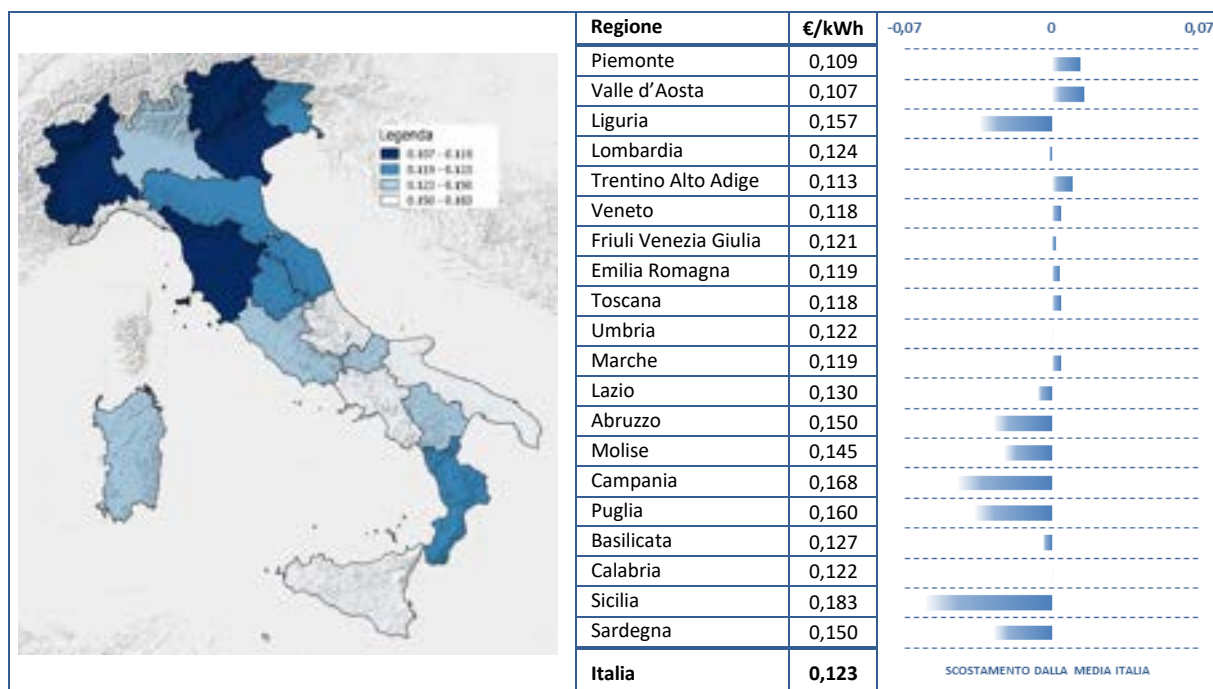 Regione €/kWh -0,07 0 0,07
Piemonte 0,109
Valle d’Aosta 0,107
Liguria 0,157
Lombardia 0,124
Trentino Alto Adige 0,113
Veneto 0,118
Friuli Venezia Giulia 0,121
Emilia Romagna 0,119
Toscana 0,118
Umbria 0,122
Marche 0,119
Lazio 0,130
Abruzzo 0,150
Molise 0,145
Campania 0,168
Puglia 0,160
Basilicata 0,127
Calabria 0,122
Sicilia 0,183
Sardegna 0,150
Italia 0,123
SCOSTAMENTO DALLA MEDIA ITALIA
Legenda